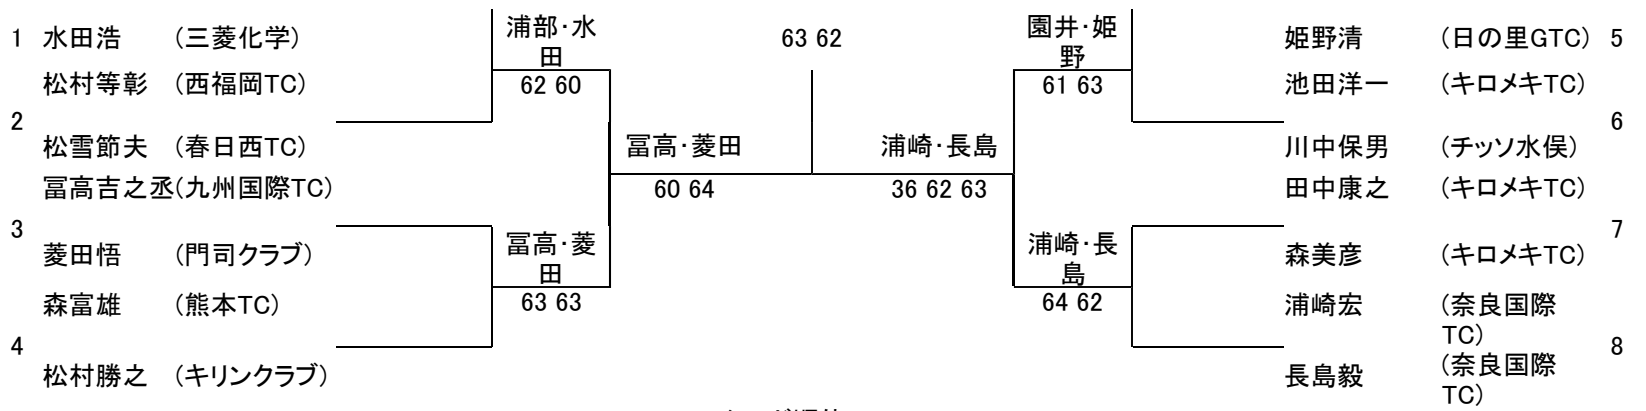 1 水田浩 (三菱化学)
松村等彰 (西福岡TC)
2
松雪節夫 (春日西TC)
冨高吉之丞(九州国際TC)
3
菱田悟 (門司クラブ)
森富雄 (熊本TC)
4
松村勝之 (キリンクラブ)
浦部・水
田
62 60
冨高・菱
田
63 63
冨高・菱田
60 64
63 62
浦崎・長島
36 62 63
園井・姫
野
61 63
浦崎・長
島
64 62
姫野清 (日の里GTC) 5
池田洋一 (キロメキTC)
6
川中保男 (チッソ水俣)
田中康之 (キロメキTC)
7
森美彦 (キロメキTC)
浦崎宏 (奈良国際
TC)
8
長島毅 (奈良国際
TC)